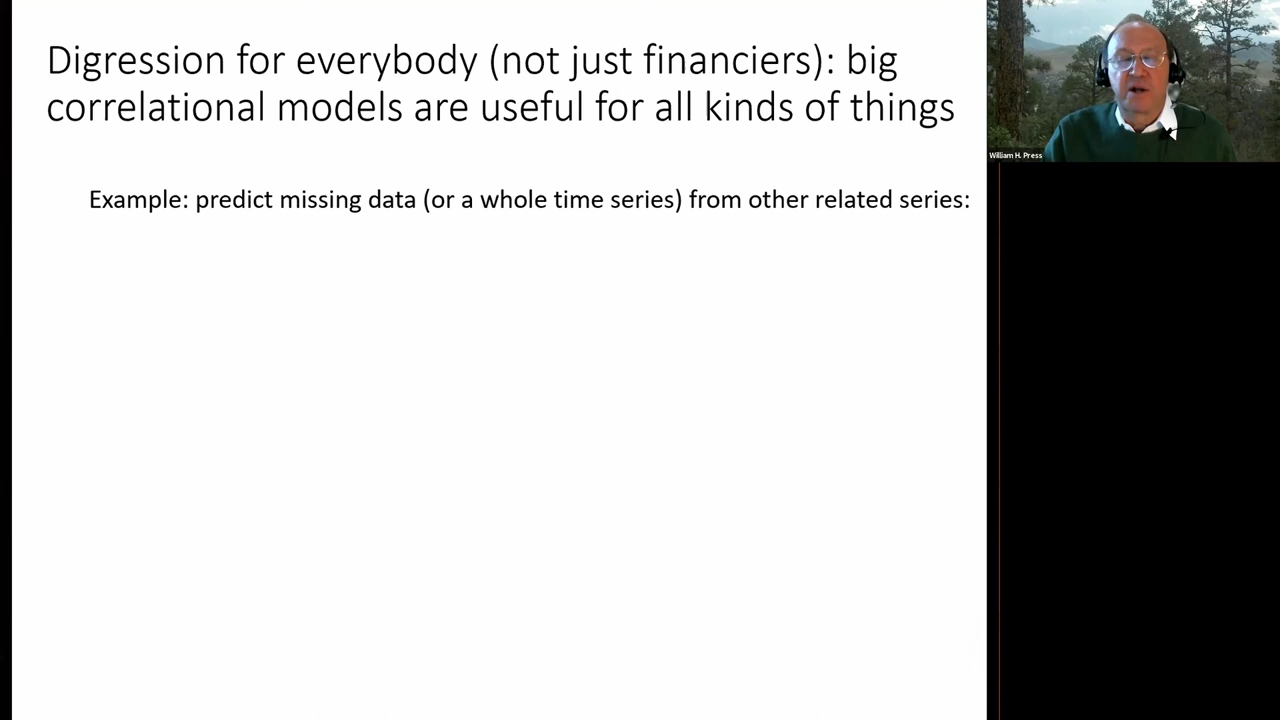 Digression for everybody (not just financiers): big
correlational models are useful for all kinds of things
William H. Press
Example: predict missing data (or a whole time series) from other related series: